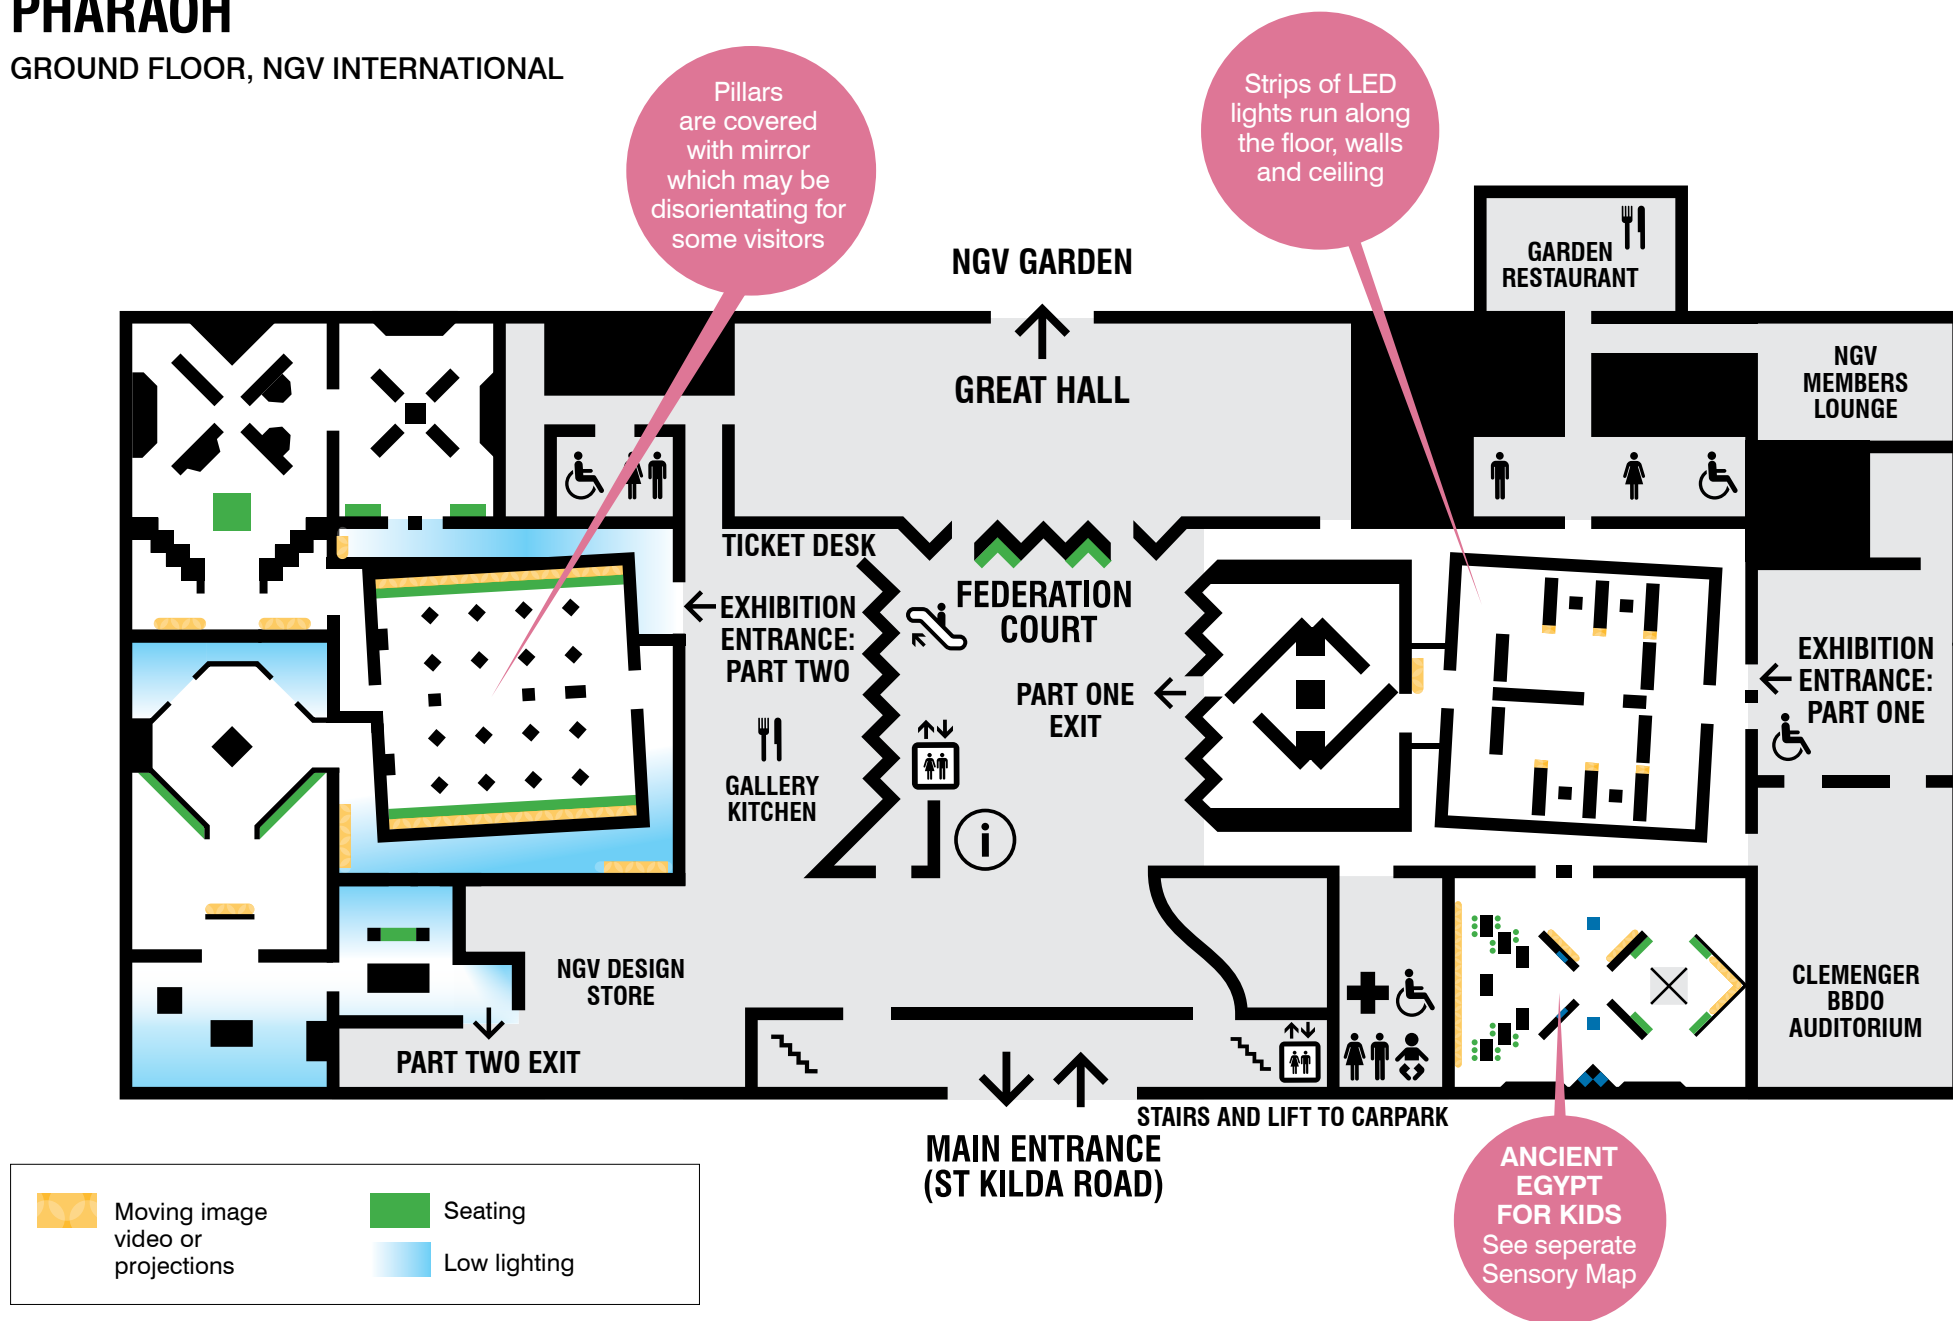 PHARAOH
GROUND FLOOR, NGV INTERNATIONAL
Pillars
are covered
with mirror
which may be
disorientating for
some visitors
Strips of LED
lights run along
the floor, walls
and ceiling
NGV GARDEN
GREAT HALL
GARDEN
RESTAURANT
NGV
MEMBERS
LOUNGE
TICKET DESK
EXHIBITION
ENTRANCE:
PART TWO
FEDERATION
COURT
PART ONE
EXIT
EXHIBITION
ENTRANCE:
PART ONE
GALLERY
KITCHEN
i
NGV DESIGN
STORE
PART TWO EXIT
CLEMENGER
BBDO
AUDITORIUM
STAIRS AND LIFT TO CARPARK
MAIN ENTRANCE
(ST KILDA ROAD)
ANCIENT
EGYPT
FOR KIDS
See seperate
Sensory Map
Moving image
video or
projections
Seating
Low lighting